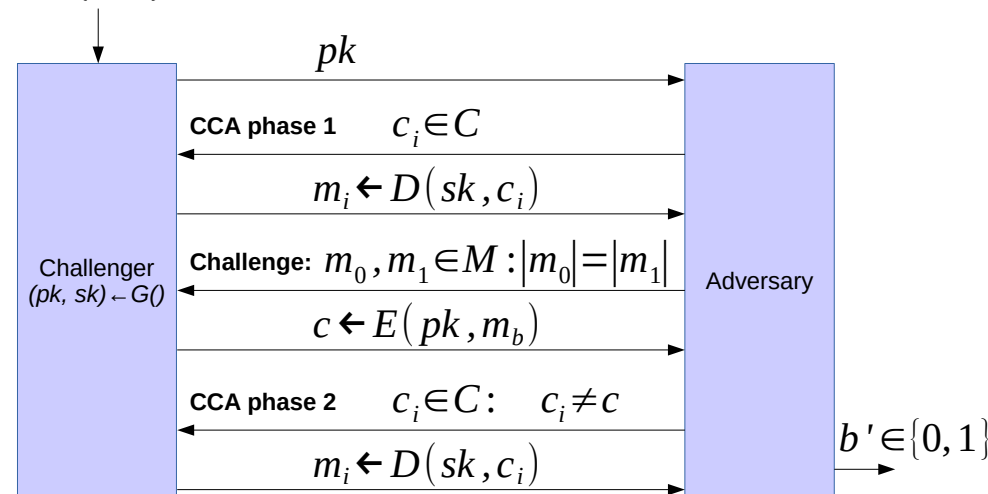 pk
CCA phase 1 c_i ∈ C
m_i ← D(sk, c_i)
Challenge: m_0, m_1 ∈ M : |m_0| = |m_1|
Challenger
(pk, sk)←G()
Adversary
c ← E(pk, m_b)
CCA phase 2 c_i ∈ C : c_i ≠ c
b' ∈ {0, 1}
m_i ← D(sk, c_i)